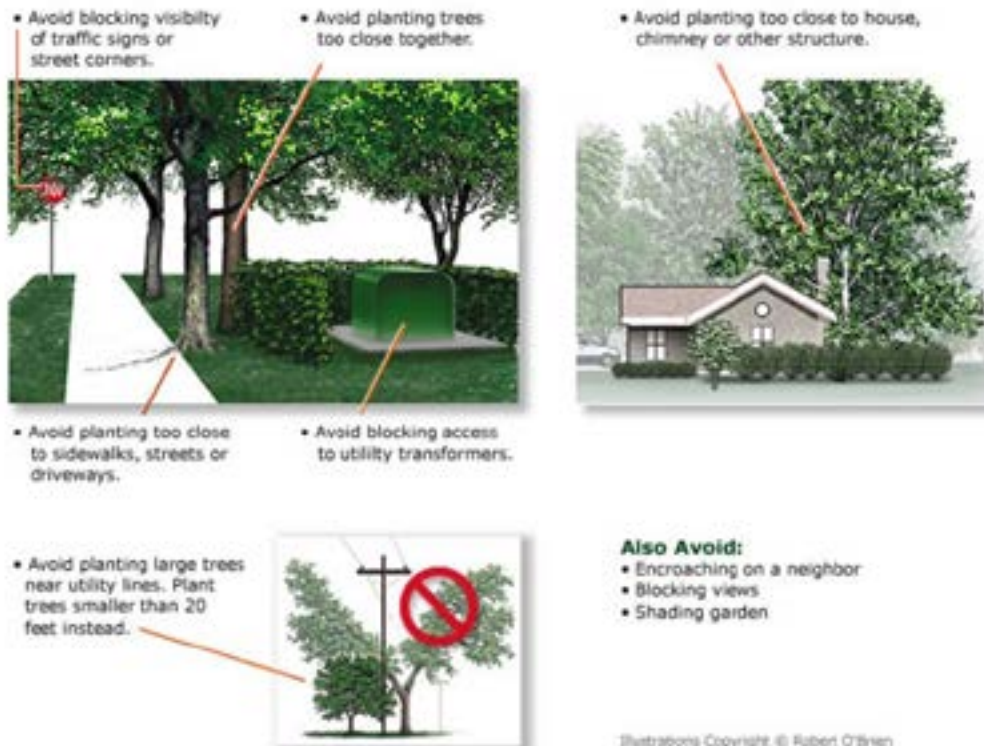 • Avoid blocking visibilty
of traffic signs or
street corners.
• Avoid planting trees
too close together.
• Avoid planting too close to house,
chimney or other structure.
• Avoid planting too close
to sidewalks, streets or
driveways.
• Avoid blocking access
to utililty transformers.
• Avoid planting large trees
near utility lines. Plant
trees smaller than 20
feet instead.
Also Avoid:
• Encroaching on a neighbor
• Blocking views
• Shading garden
Illustrations Copyright © Robert O'Brien